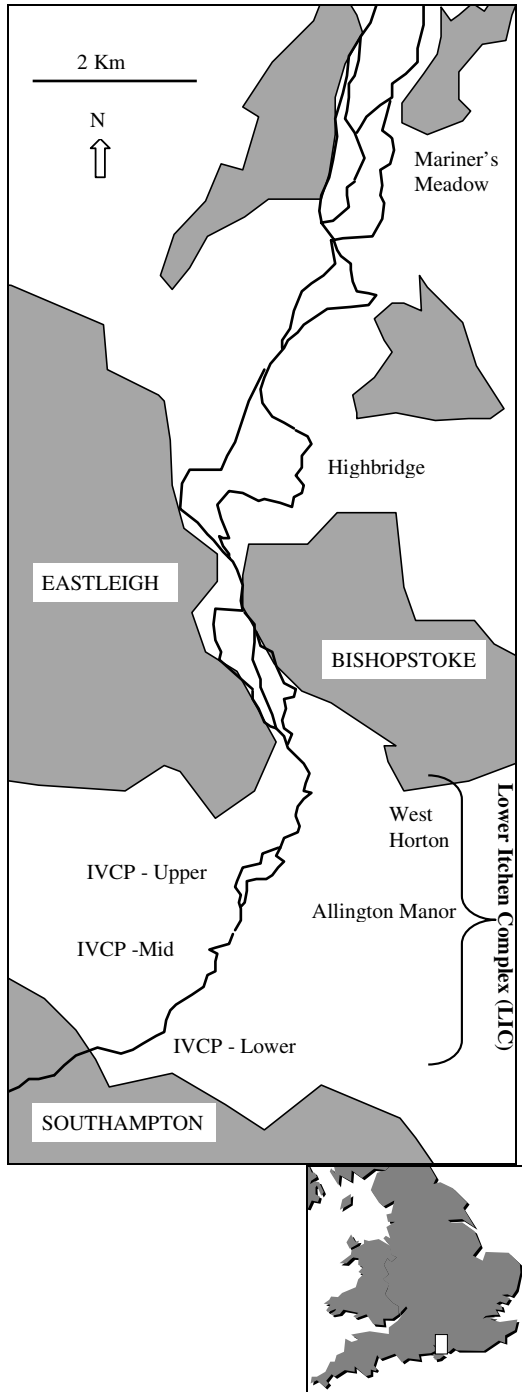 2 Km
N
Mariner's
Meadow
Highbridge
EASTLEIGH
BISHOPSTOKE
West
Horton
IVCP - Upper
Allington Manor
Lower Itchen Complex (LIC)
IVCP -Mid
IVCP - Lower
SOUTHAMPTON